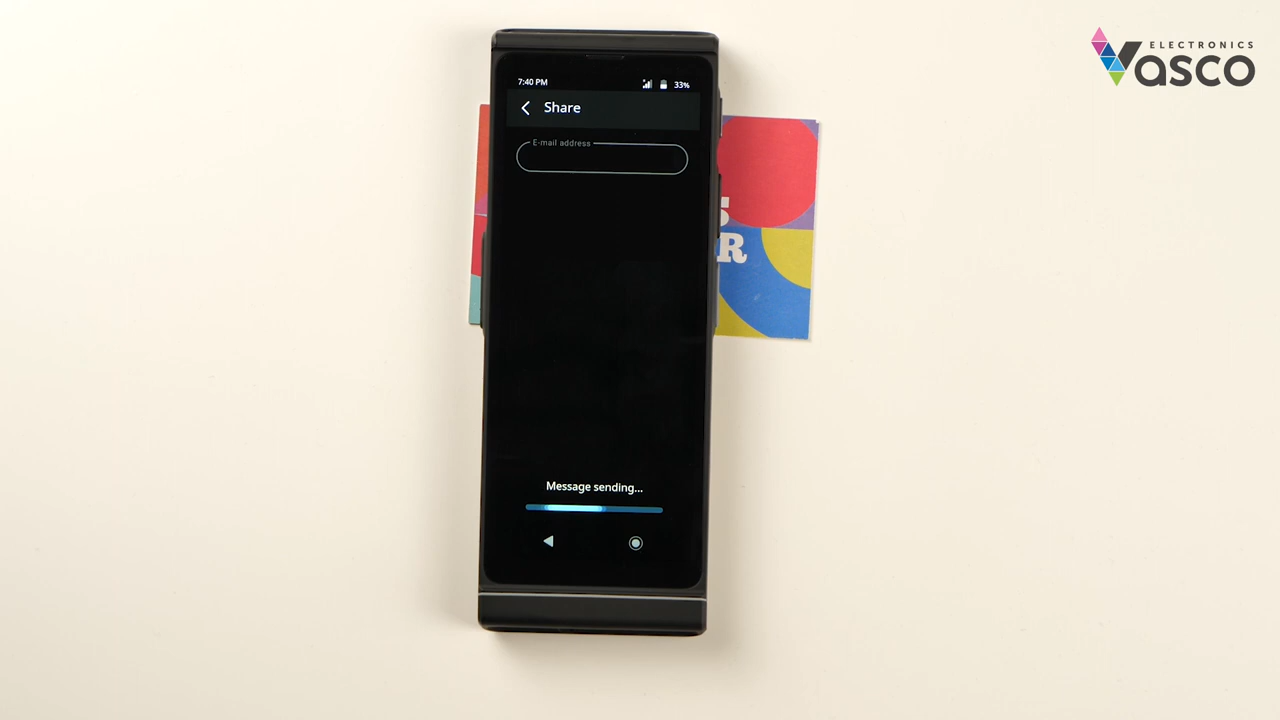 ELECTRONICS
Vasco
7:40 PM
33%
Share
E-mail address
R
Message sending...